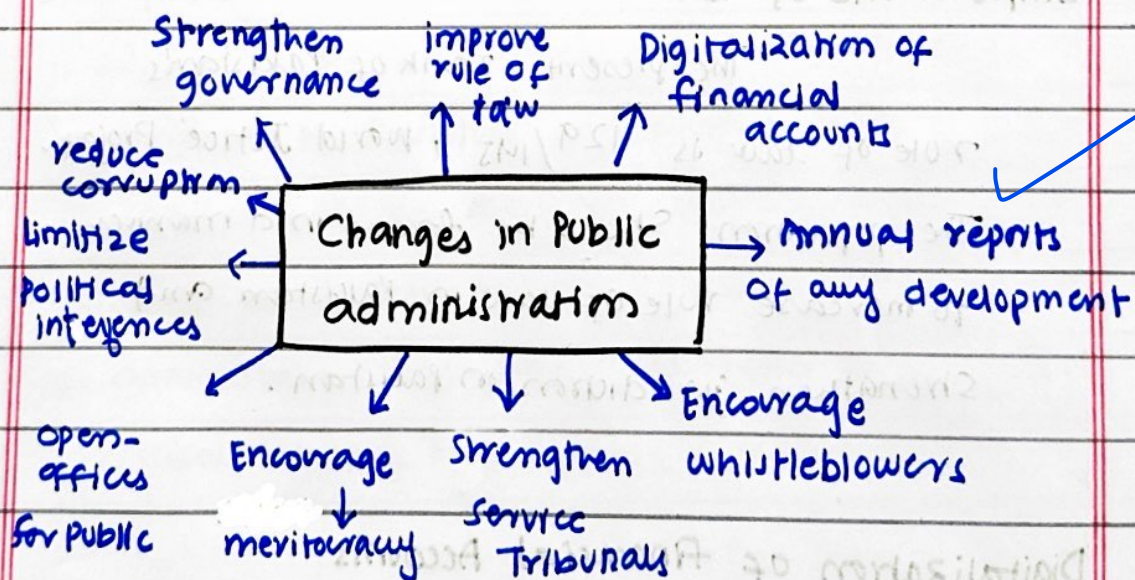 Strengthen
governance
improve
rule of
law
Digitalization of
financial
accounts
reduce
corruption
limitize
political
inteferences
Changes in Public
administration
Annual reports
of any development
open-
offices
for public
Encourage
meritocracy
Strengthen
Service
Tribunals
Encourage
whistleblowers